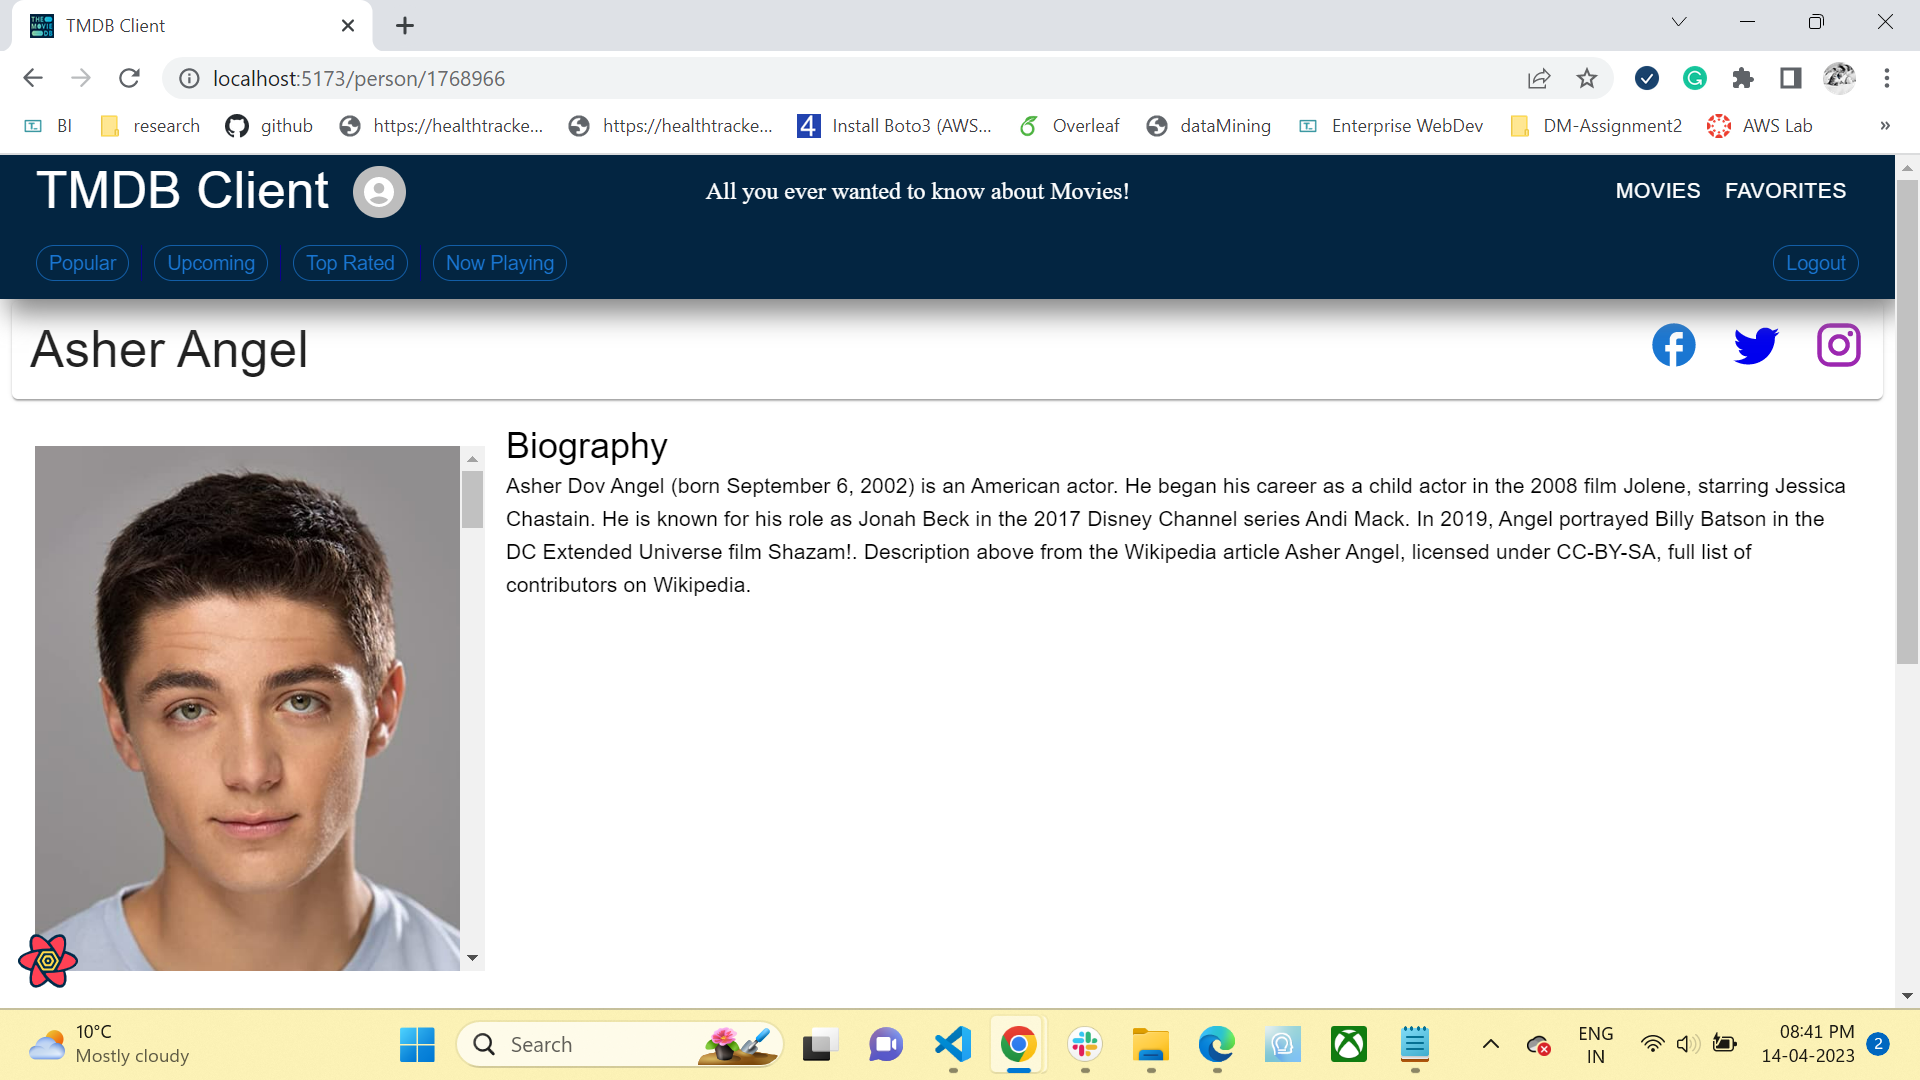 TMDB Client
localhost:5173/person/1768966
BI research github https://healthtracke... https://healthtracke... 4 Install Boto3 (AWS... Overleaf dataMining Enterprise WebDev DM-Assignment2 AWS Lab »
TMDB Client All you ever wanted to know about Movies! MOVIES FAVORITES
Popular Upcoming Top Rated Now Playing Logout
Asher Angel
Biography
Asher Dov Angel (born September 6, 2002) is an American actor. He began his career as a child actor in the 2008 film Jolene, starring Jessica
Chastain. He is known for his role as Jonah Beck in the 2017 Disney Channel series Andi Mack. In 2019, Angel portrayed Billy Batson in the
DC Extended Universe film Shazam!. Description above from the Wikipedia article Asher Angel, licensed under CC-BY-SA, full list of
contributors on Wikipedia.
10°C
Mostly cloudy
Search
ENG
IN
08:41 PM
14-04-2023
2